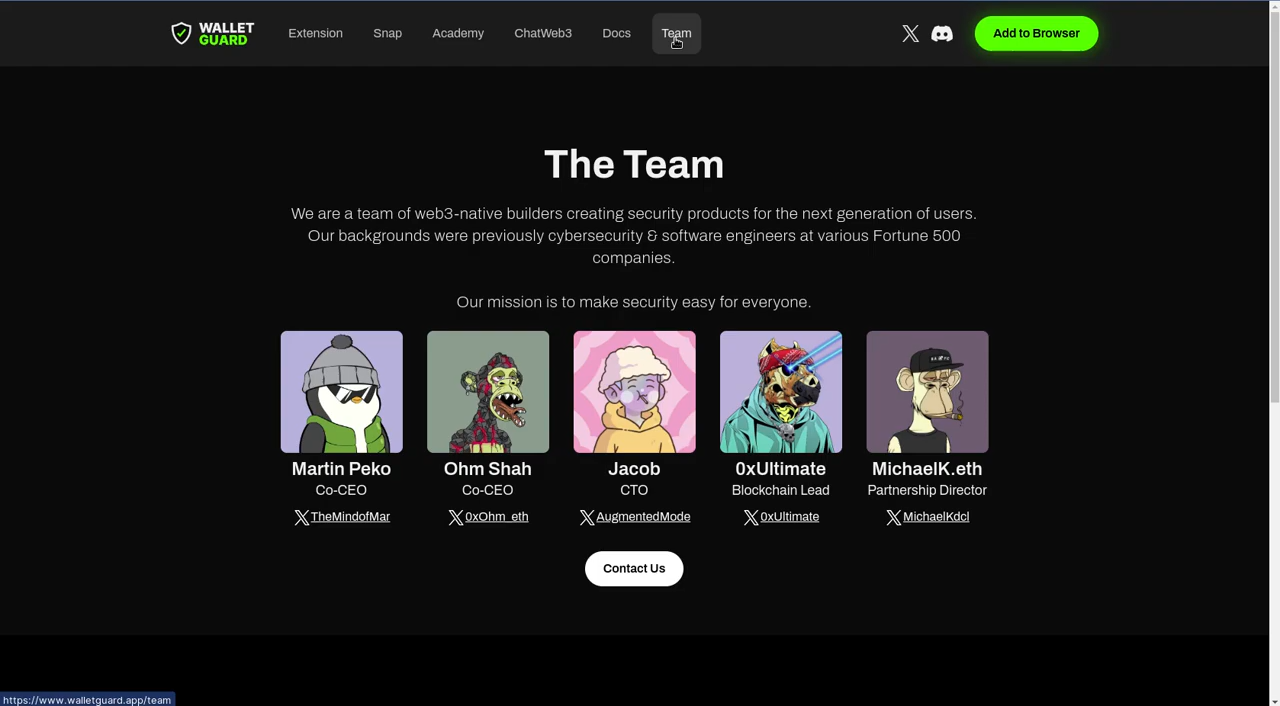 WALLET
GUARD
Extension Snap Academy ChatWeb3 Docs Team Add to Browser
The Team
We are a team of web3-native builders creating security products for the next generation of users.
Our backgrounds were previously cybersecurity & software engineers at various Fortune 500
companies.
Our mission is to make security easy for everyone.
Martin Peko Ohm Shah Jacob 0xUltimate MichaelK.eth
Co-CEO Co-CEO CTO Blockchain Lead Partnership Director
TheMindofMar 0xOhm_eth AugmentedMode 0xUltimate MichaelKdcl
Contact Us
https://www.walletguard.app/team